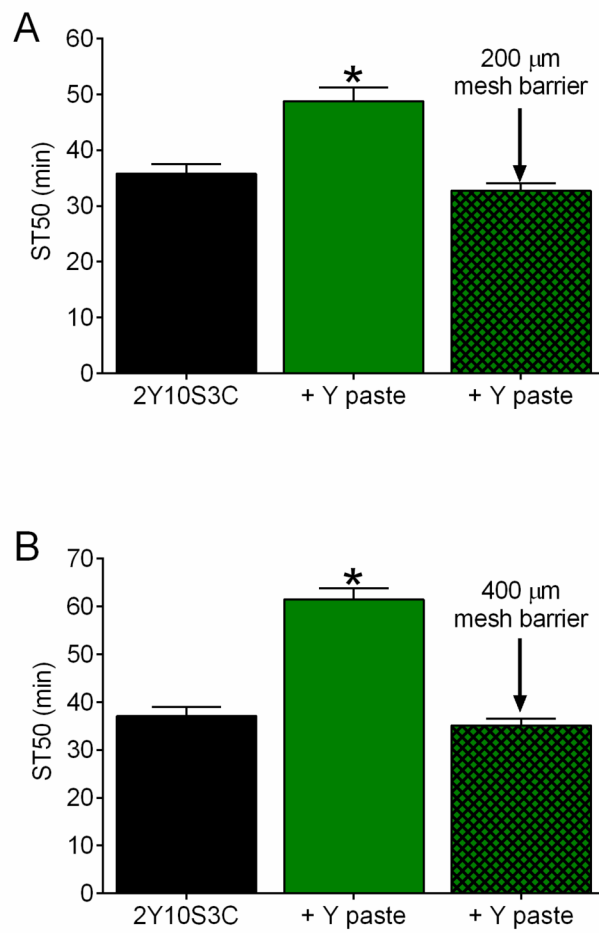 A
60
50
40
30
20
10
0
ST50 (min)
*
200 μm
mesh barrier
2Y10S3C
+ Y paste
+ Y paste
B
70
60
50
40
30
20
10
0
ST50 (min)
*
400 μm
mesh barrier
2Y10S3C
+ Y paste
+ Y paste